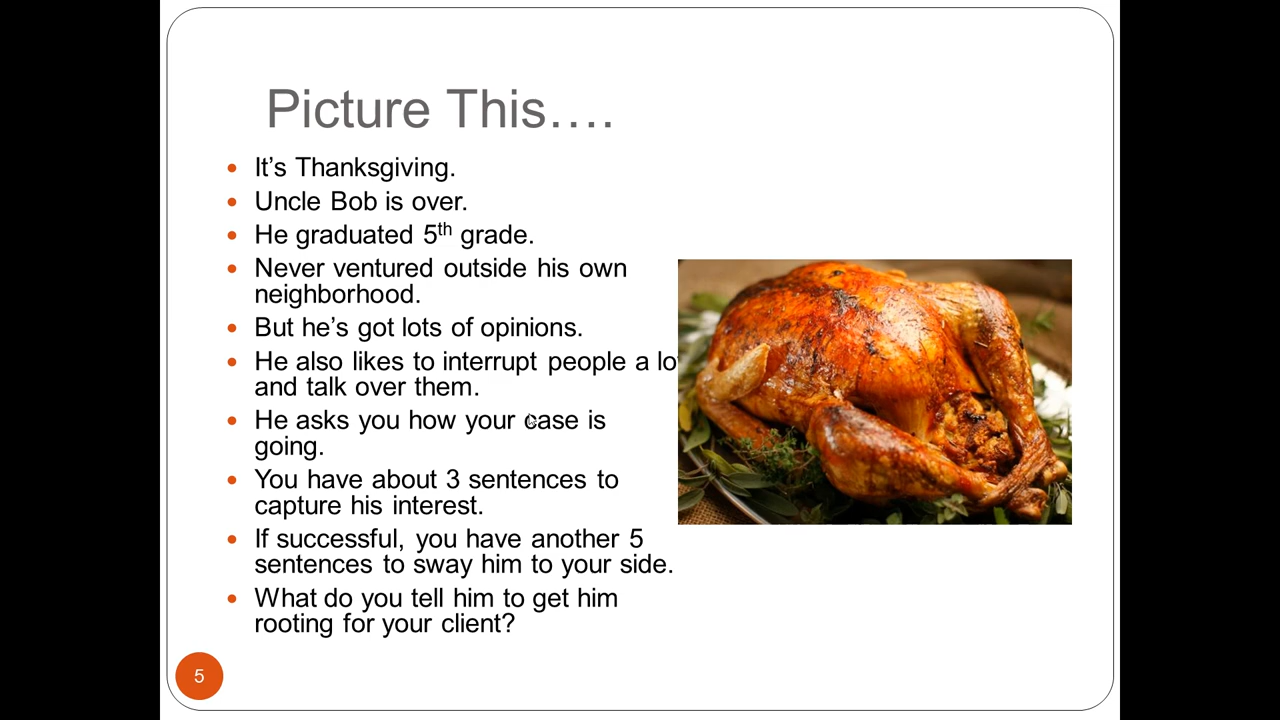 Picture This….
It’s Thanksgiving.
Uncle Bob is over.
He graduated 5th grade.
Never ventured outside his own
neighborhood.
But he’s got lots of opinions.
He also likes to interrupt people a lo
and talk over them.
He asks you how your case is
going.
You have about 3 sentences to
capture his interest.
If successful, you have another 5
sentences to sway him to your side.
What do you tell him to get him
rooting for your client?
5